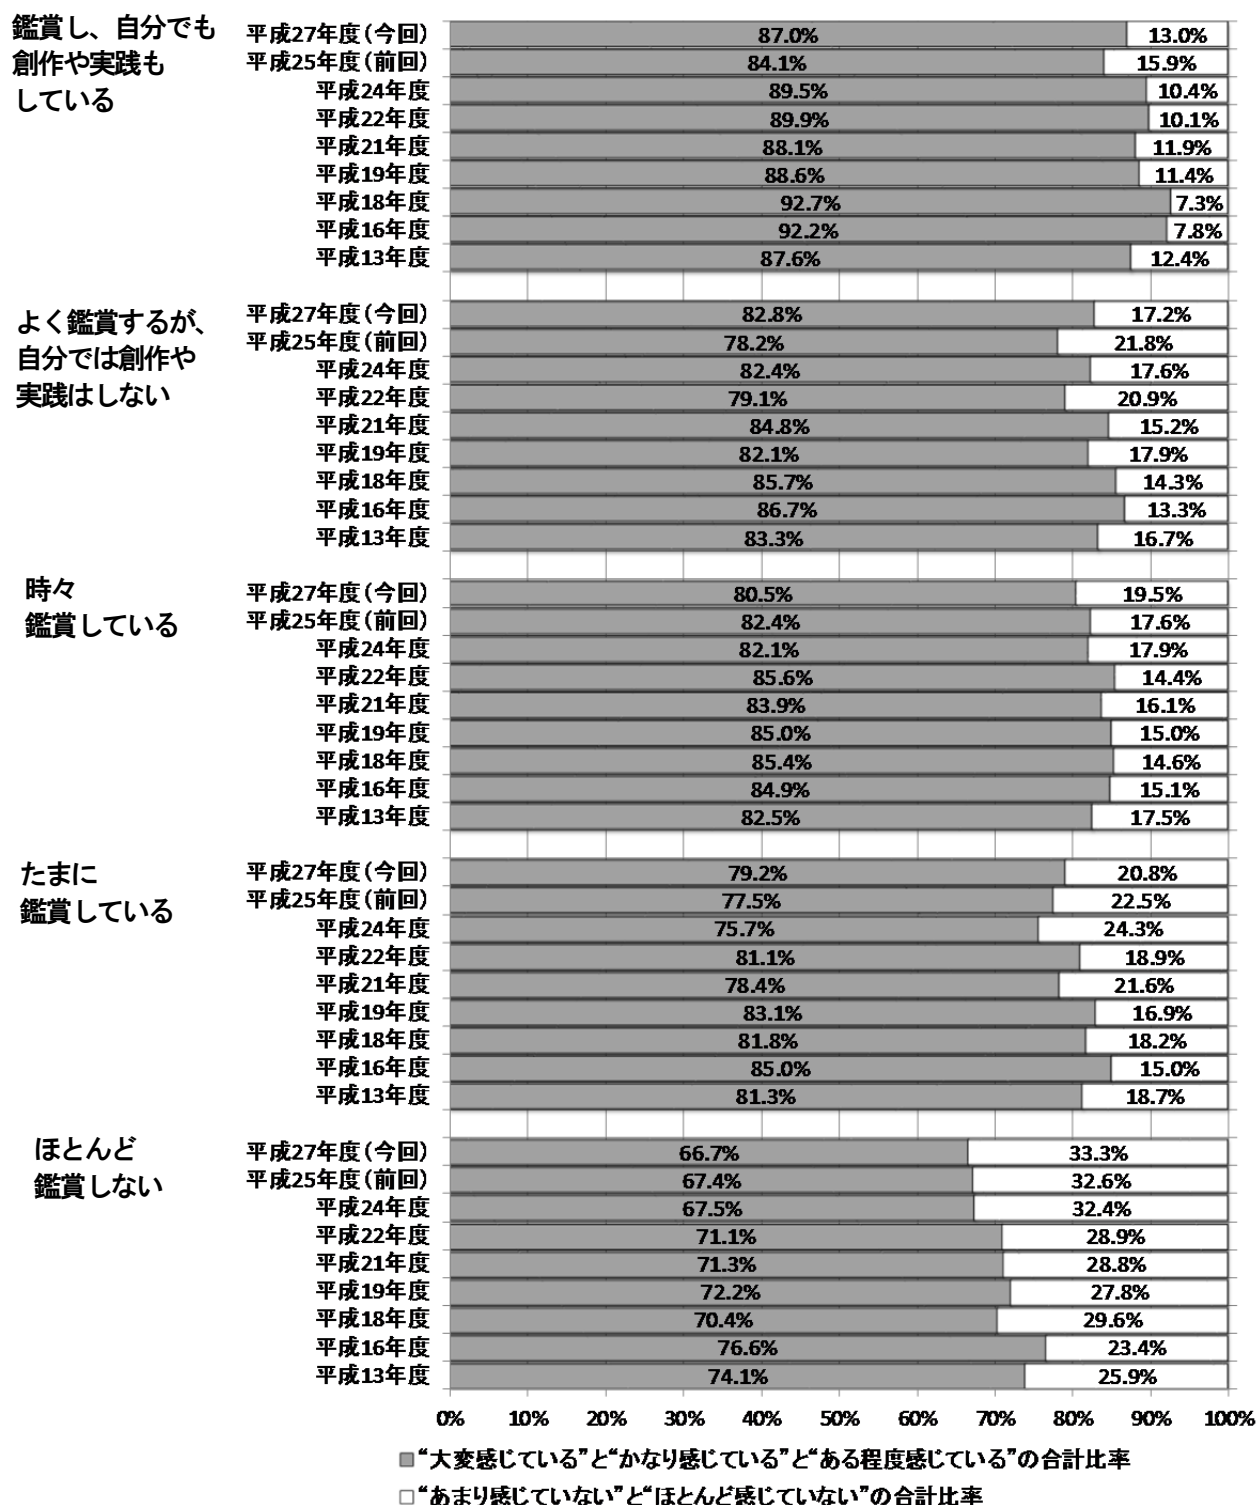 鑑賞し、自分でも
創作や実践も
している
平成27年度(今回) 87.0% 13.0%
平成25年度(前回) 84.1% 15.9%
平成24年度 89.5% 10.4%
平成22年度 89.9% 10.1%
平成21年度 88.1% 11.9%
平成19年度 88.6% 11.4%
平成18年度 92.7% 7.3%
平成16年度 92.2% 7.8%
平成13年度 87.6% 12.4%
よく鑑賞するが、
自分では創作や
実践はしない
平成27年度(今回) 82.8% 17.2%
平成25年度(前回) 78.2% 21.8%
平成24年度 82.4% 17.6%
平成22年度 79.1% 20.9%
平成21年度 84.8% 15.2%
平成19年度 82.1% 17.9%
平成18年度 85.7% 14.3%
平成16年度 86.7% 13.3%
平成13年度 83.3% 16.7%
時々
鑑賞している
平成27年度(今回) 80.5% 19.5%
平成25年度(前回) 82.4% 17.6%
平成24年度 82.1% 17.9%
平成22年度 85.6% 14.4%
平成21年度 83.9% 16.1%
平成19年度 85.0% 15.0%
平成18年度 85.4% 14.6%
平成16年度 84.9% 15.1%
平成13年度 82.5% 17.5%
たまに
鑑賞している
平成27年度(今回) 79.2% 20.8%
平成25年度(前回) 77.5% 22.5%
平成24年度 75.7% 24.3%
平成22年度 81.1% 18.9%
平成21年度 78.4% 21.6%
平成19年度 83.1% 16.9%
平成18年度 81.8% 18.2%
平成16年度 85.0% 15.0%
平成13年度 81.3% 18.7%
ほとんど
鑑賞しない
平成27年度(今回) 66.7% 33.3%
平成25年度(前回) 67.4% 32.6%
平成24年度 67.5% 32.4%
平成22年度 71.1% 28.9%
平成21年度 71.3% 28.8%
平成19年度 72.2% 27.8%
平成18年度 70.4% 29.6%
平成16年度 76.6% 23.4%
平成13年度 74.1% 25.9%
0% 10% 20% 30% 40% 50% 60% 70% 80% 90% 100%
“大変感じている”と“かなり感じている”と“ある程度感じている”の合計比率
“あまり感じていない”と“ほとんど感じていない”の合計比率